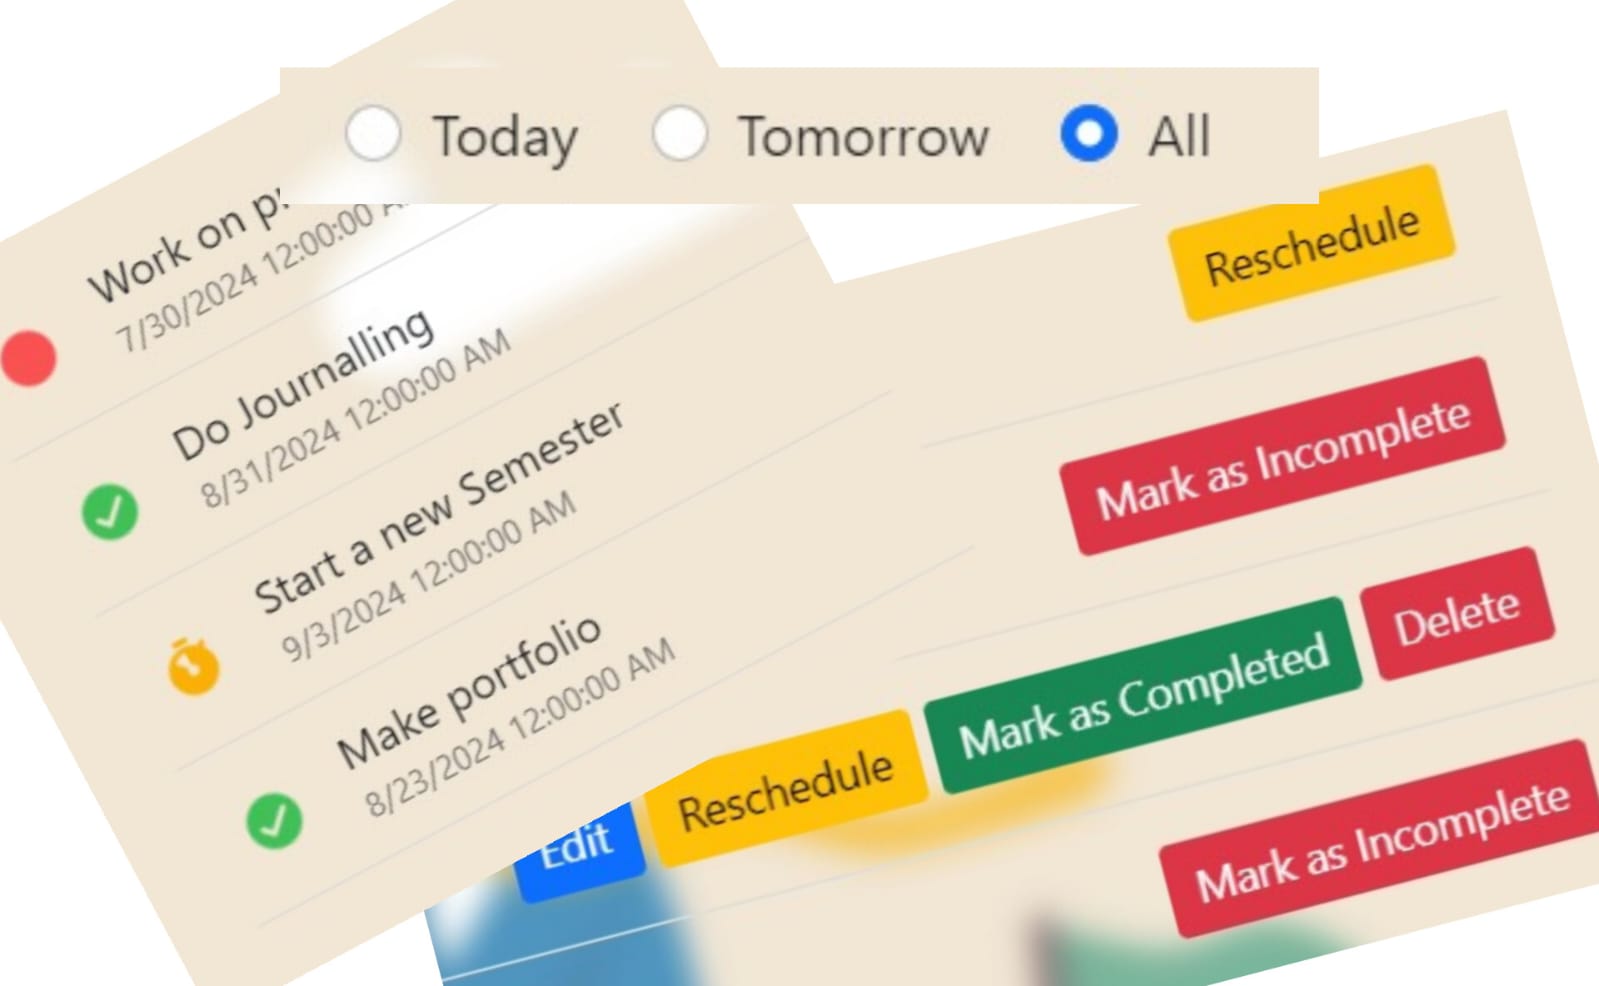 Today Tomorrow All
Work on
7/30/2024 12:00:00
Do Journalling
8/31/2024 12:00:00 AM
Start a new Semester
9/3/2024 12:00:00 AM
Make portfolio
8/23/2024 12:00:00 AM
Reschedule
Mark as Incomplete
Edit Reschedule Mark as Completed Delete
Mark as Incomplete